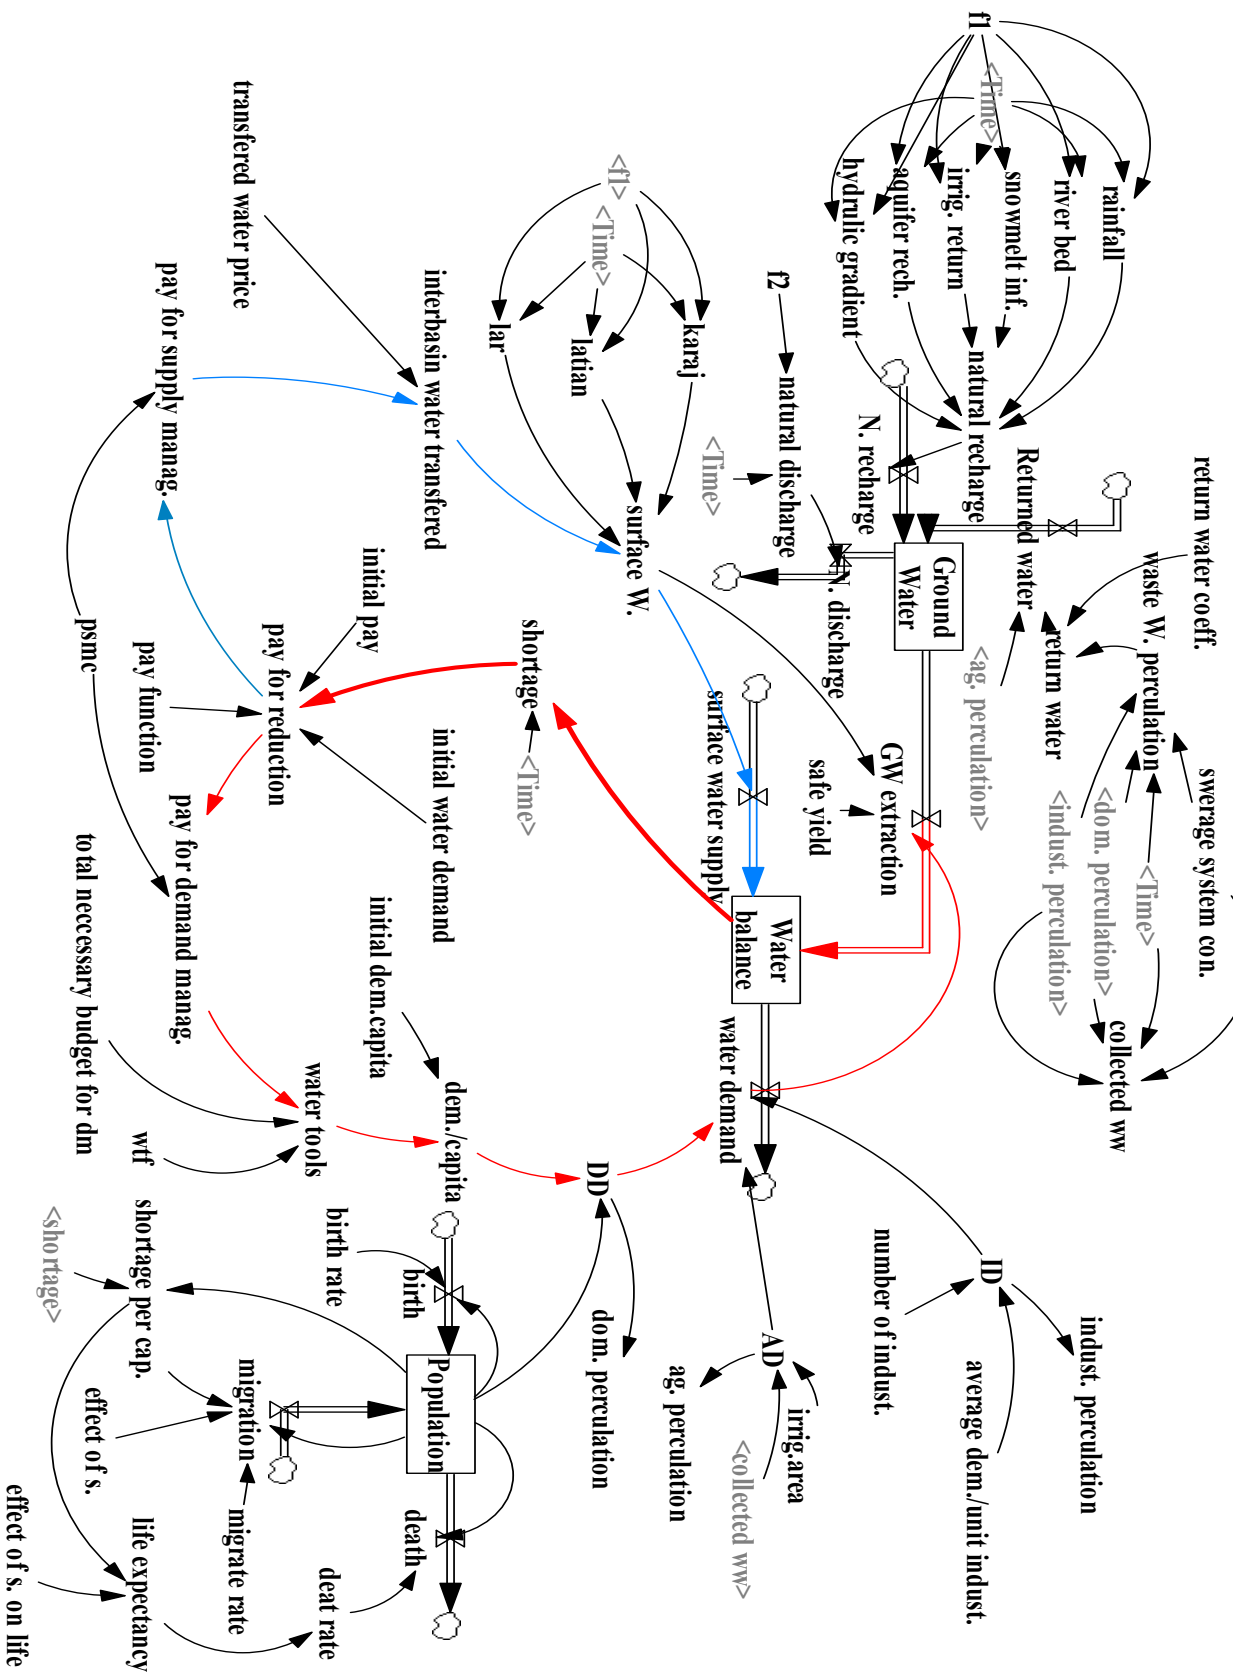 return water coeff.
swerage system con.
waste W. perculation
<Time>
rainfall
collected ww
<dom. perculation>
indust. perculation
river bed
return water
<indust. perculation>
Returned water
snowmelt inf.
<Time>
f1
ID
natural recharge
<ag. perculation>
average dem./unit indust.
irrig. return
Ground
Water
aquifer rech.
GW extraction
number of indust.
N. recharge
hydrulic gradient
N. discharge
safe yield
irrig.area
f2
natural discharge
Water
balance
AD
<collected ww>
<Time>
surface water supply
water demand
karaj
ag. perculation
surface W.
<f1>
<Time>
latian
DD
dom. perculation
shortage
<Time>
lar
interbasin water transfered
initial water demand
dem./capita
Population
birth
death
initial pay
initial dem.capita
birth rate
deat rate
pay for reduction
water tools
transfered water price
migration
migrate rate
pay for supply manag.
pay function
pay for demand manag.
wtf
shortage per cap.
life expectancy
effect of s.
psmc
total neccessary budget for dm
<shortage>
effect of s. on life